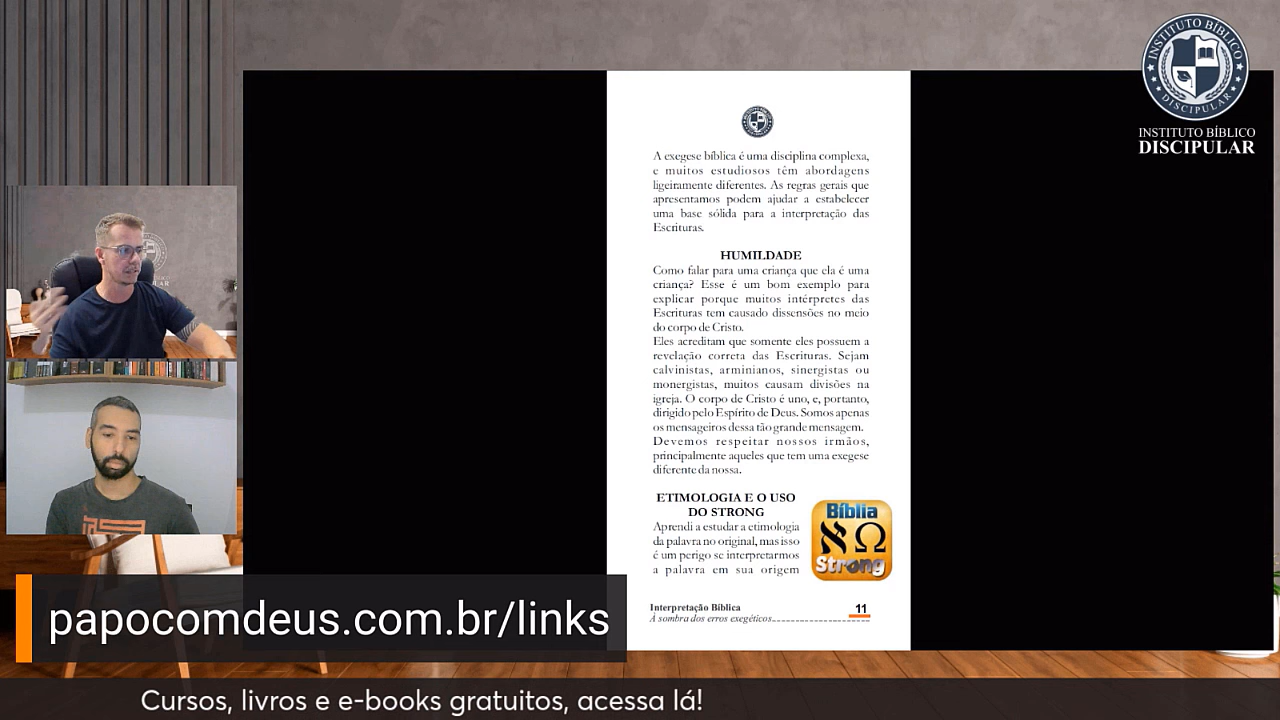 INSTITUTO BÍBLICO
DISCIPULAR
INSTITUTO BÍBLICO
DISCIPULAR
A exegese bíblica é uma disciplina complexa,
e muitos estudiosos têm abordagens
ligeiramente diferentes. As regras gerais que
apresentamos podem ajudar a estabelecer
uma base sólida para a interpretação das
Escrituras.
HUMILDADE
Como falar para uma criança que ela é uma
criança? Esse é um bom exemplo para
explicar porque muitos intérpretes das
Escrituras tem causado dissensões no meio
do corpo de Cristo.
Eles acreditam que somente eles possuem a
revelação correta das Escrituras. Sejam
calvinistas, arminianos, sinergistas ou
monergistas, muitos causam divisões na
igreja. O corpo de Cristo é uno, e, portanto,
dirigido pelo Espírito de Deus. Somos apenas
os mensageiros dessa tão grande mensagem.
Devemos respeitar nossos irmãos,
principalmente aqueles que tem uma exegese
diferente da nossa.
ETIMOLOGIA E O USO
DO STRONG
Aprendi a estudar a etimologia
da palavra no original, mas isso
é um perigo se interpretarmos
a palavra em sua origem
Bíblia
א Ω
Strong
Interpretação Bíblica
À sombra dos erros exegéticos
11
papocomdeus.com.br/links
Cursos, livros e e-books gratuitos, acessa lá!